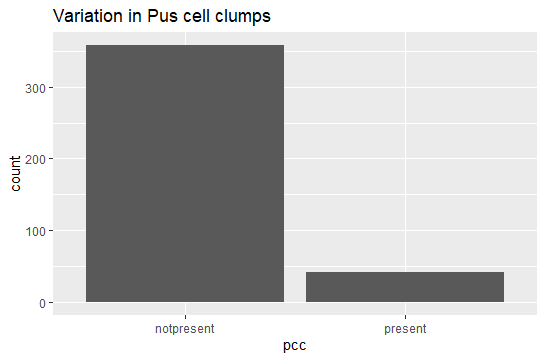 Variation in Pus cell clumps
count
300
200
100
0
notpresent present
pcc